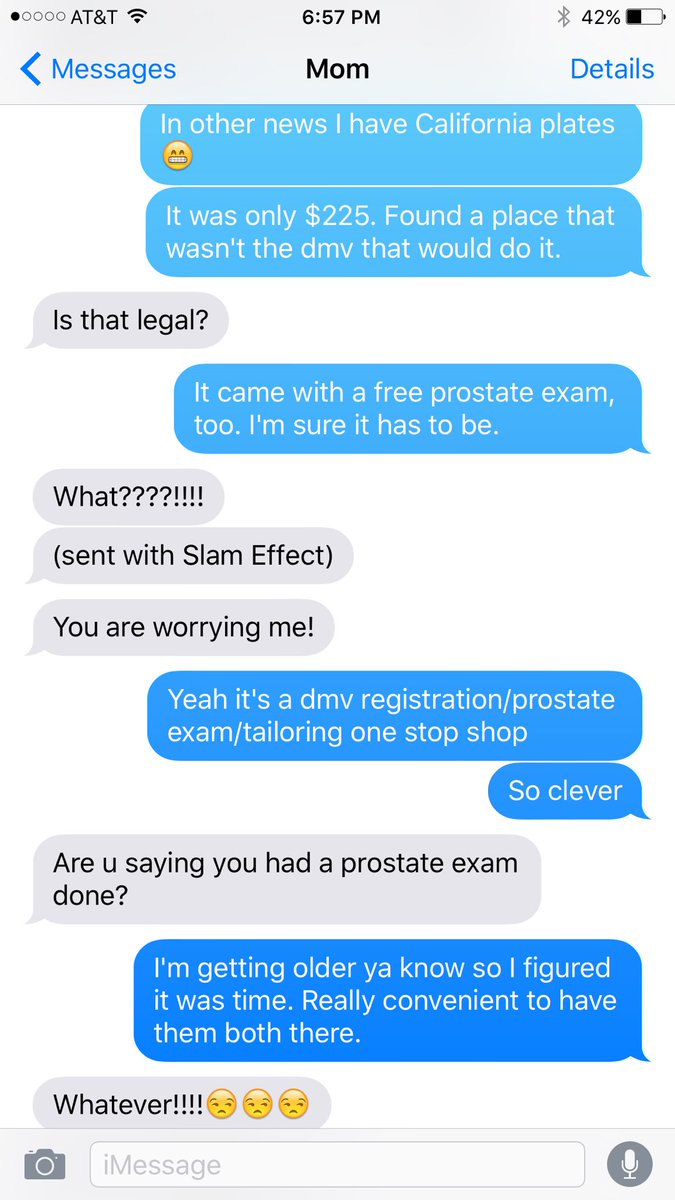 AT&T 6:57 PM 42%
Messages Mom Details
In other news I have California plates
😁
It was only $225. Found a place that
wasn't the dmv that would do it.
Is that legal?
It came with a free prostate exam,
too. I'm sure it has to be.
What????!!!!
(sent with Slam Effect)
You are worrying me!
Yeah it's a dmv registration/prostate
exam/tailoring one stop shop
So clever
Are u saying you had a prostate exam
done?
I'm getting older ya know so I figured
it was time. Really convenient to have
them both there.
Whatever!!!!😒😒😒
iMessage